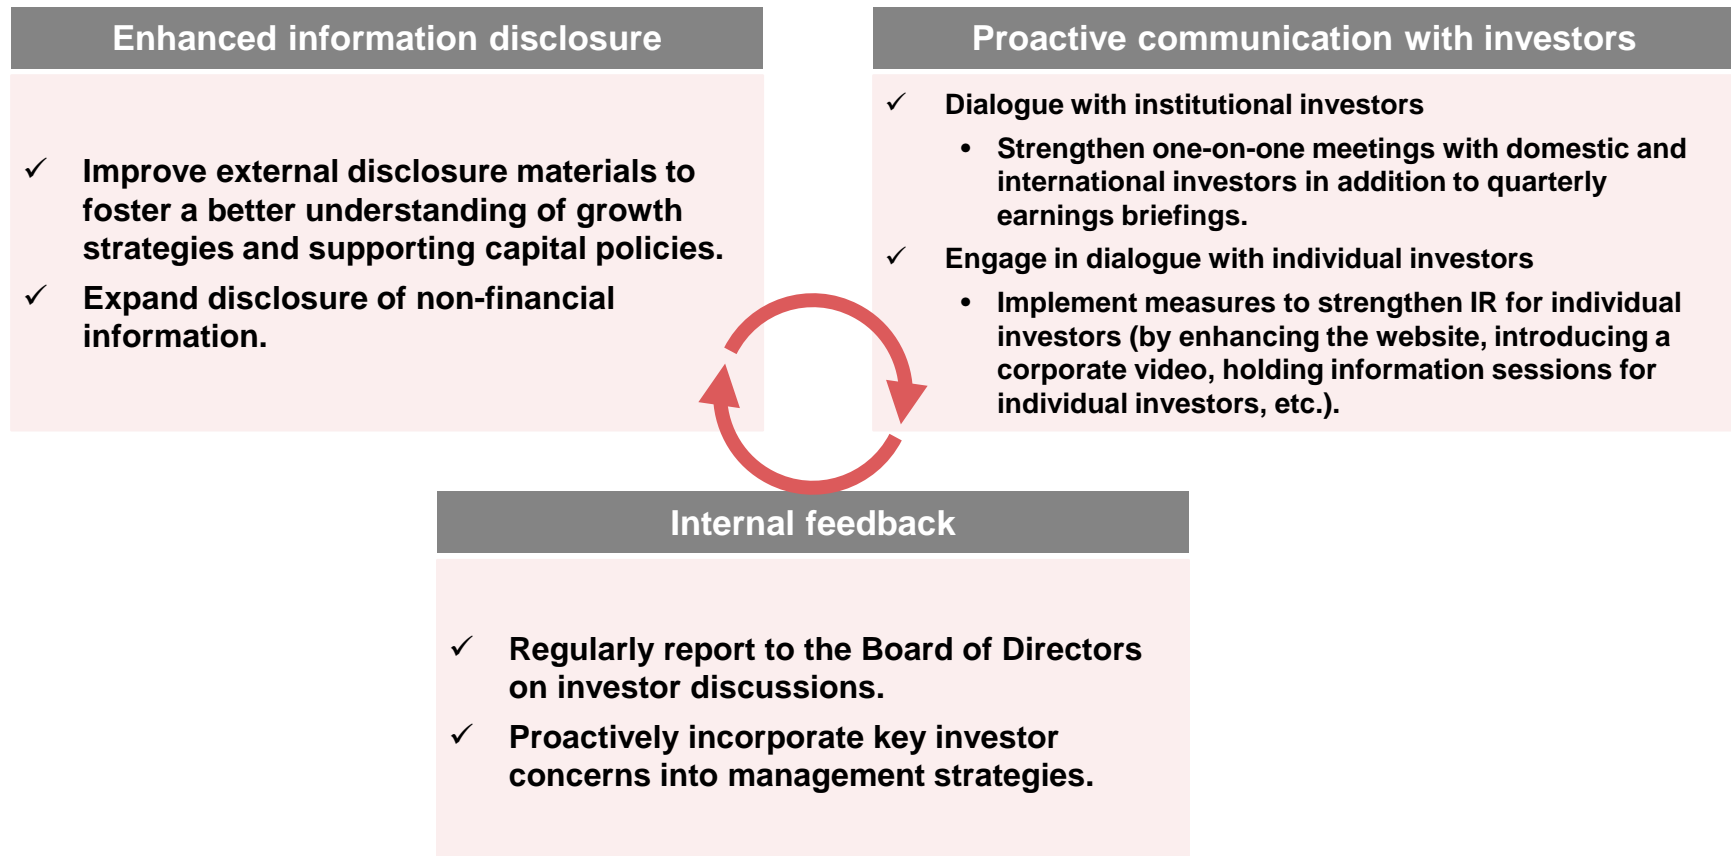 Enhanced information disclosure
✓ Improve external disclosure materials to
foster a better understanding of growth
strategies and supporting capital policies.
✓ Expand disclosure of non-financial
information.
Proactive communication with investors
✓ Dialogue with institutional investors
• Strengthen one-on-one meetings with domestic and
international investors in addition to quarterly
earnings briefings.
✓ Engage in dialogue with individual investors
• Implement measures to strengthen IR for individual
investors (by enhancing the website, introducing a
corporate video, holding information sessions for
individual investors, etc.).
Internal feedback
✓ Regularly report to the Board of Directors
on investor discussions.
✓ Proactively incorporate key investor
concerns into management strategies.